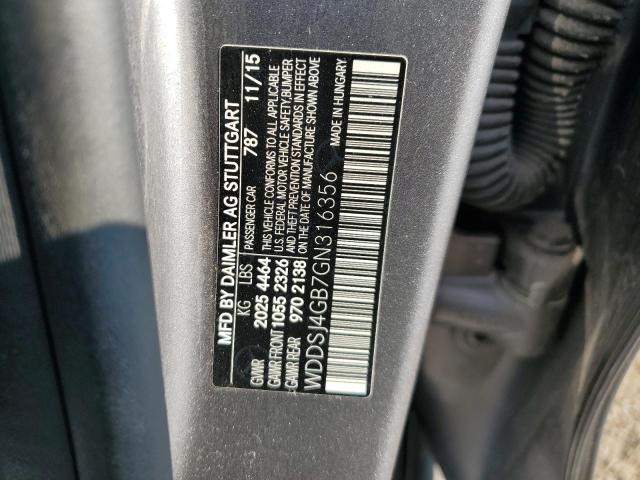 MFD BY DAIMLER AG STUTTGART
KG LBS PASSENGER CAR 787 11/15
GVWR 2025 4464 THIS VEHICLE CONFORMS TO ALL APPLICABLE
GAWR FRONT 1055 2326 U.S. FEDERAL MOTOR VEHICLE SAFETY, BUMPER
GAWR REAR 970 2138 AND THEFT PREVENTION STANDARDS IN EFFECT
ON THE DATE OF MANUFACTURE SHOWN ABOVE
WDDSJ4GB7GN316356 MADE IN HUNGARY